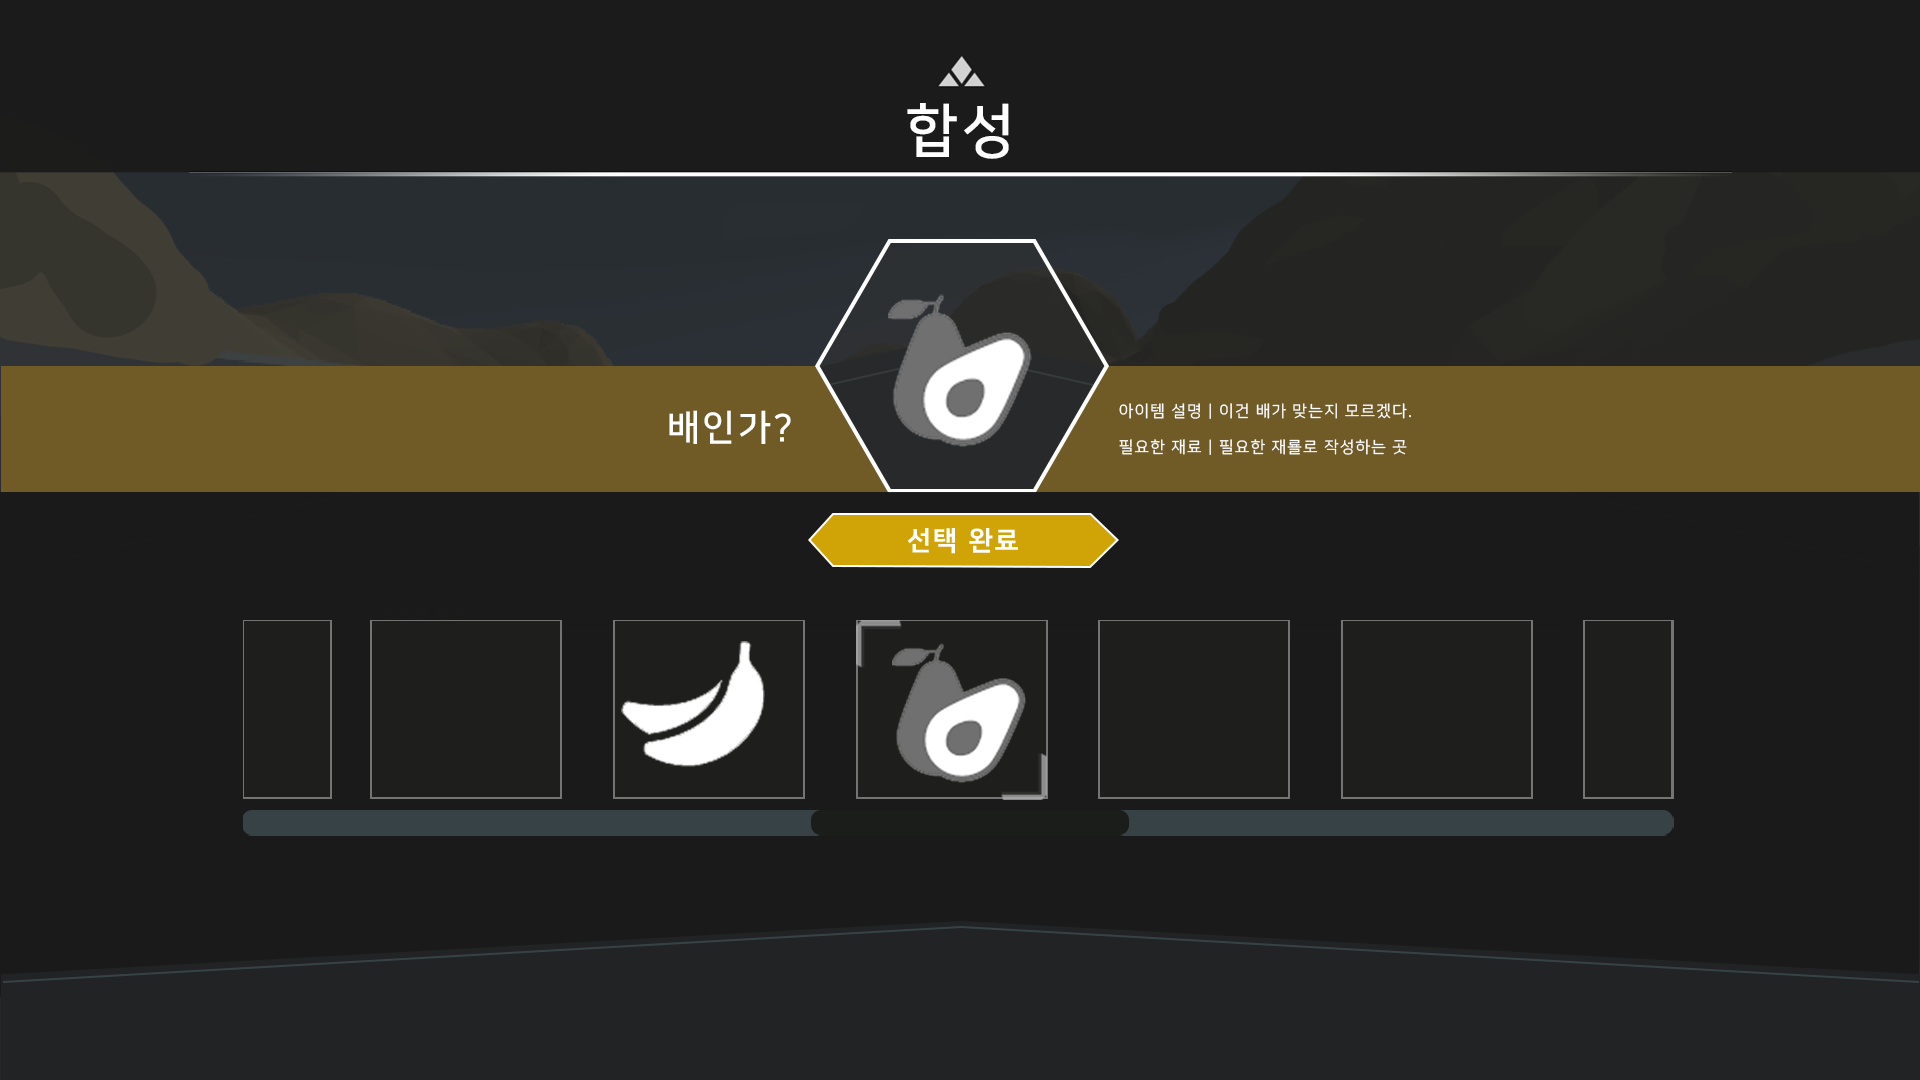 합성
배인가?
아이템 설명 | 이건 배가 맞는지 모르겠다.
필요한 재료 | 필요한 재룔로 작성하는 곳
선택 완료